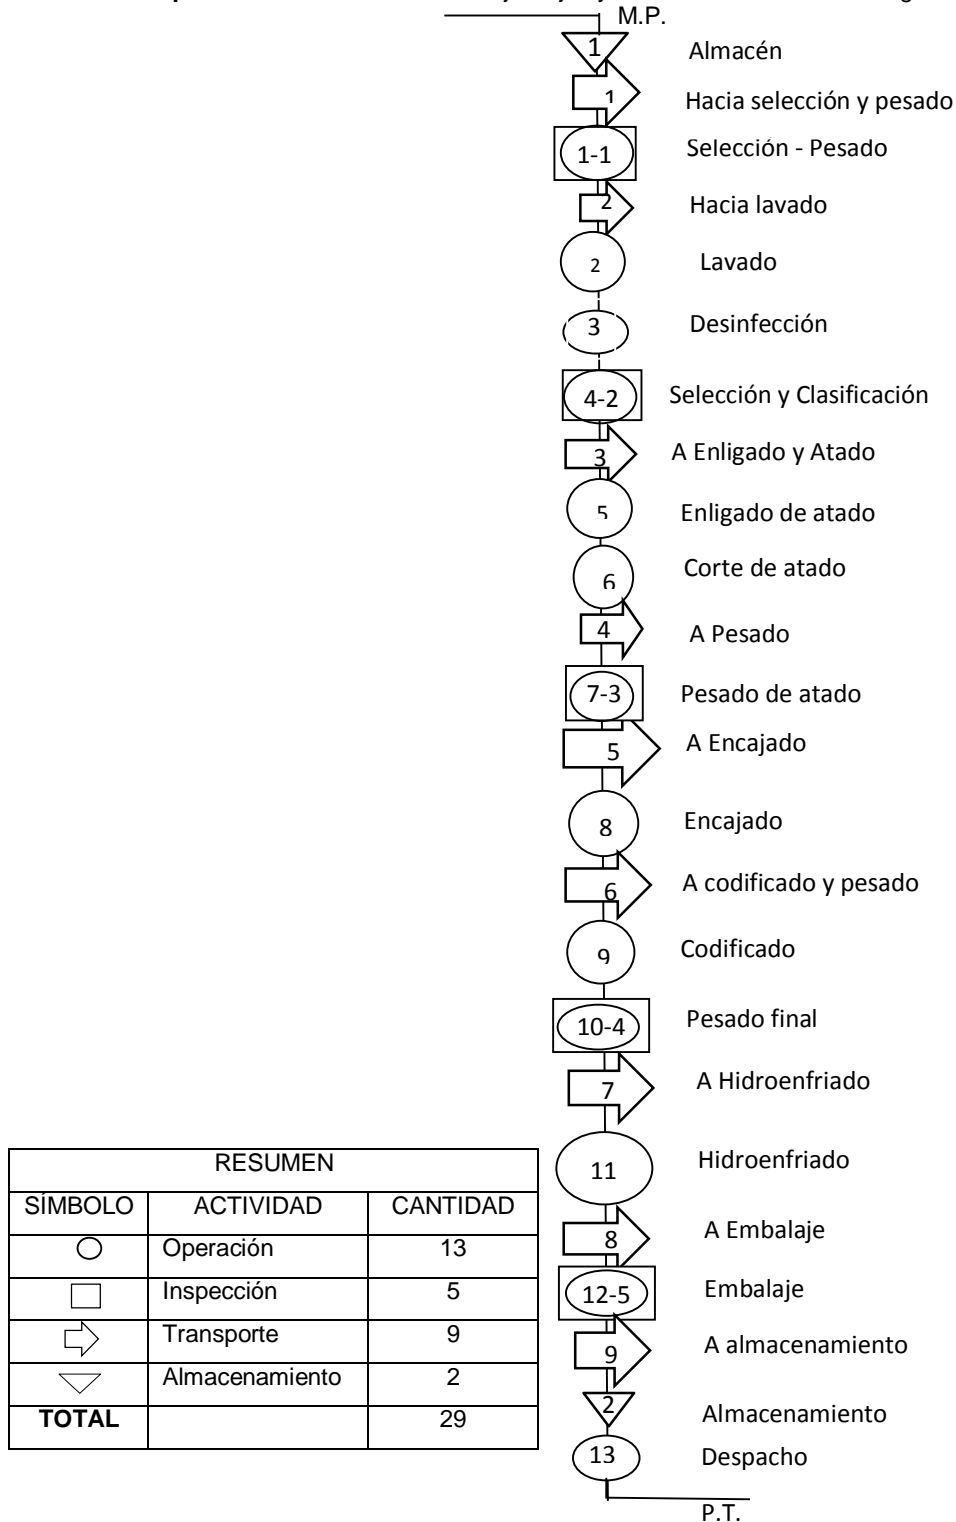 M.P.
1 Almacén
1 Hacia selección y pesado
1-1 Selección - Pesado
2 Hacia lavado
2 Lavado
3 Desinfección
4-2 Selección y Clasificación
3 A Enligado y Atado
5 Enligado de atado
6 Corte de atado
4 A Pesado
7-3 Pesado de atado
5 A Encajado
8 Encajado
6 A codificado y pesado
9 Codificado
10-4 Pesado final
7 A Hidroenfriado
11 Hidroenfriado
8 A Embalaje
12-5 Embalaje
9 A almacenamiento
2 Almacenamiento
13 Despacho
P.T.
RESUMEN
SÍMBOLO ACTIVIDAD CANTIDAD
Operación 13
Inspección 5
Transporte 9
Almacenamiento 2
TOTAL 29